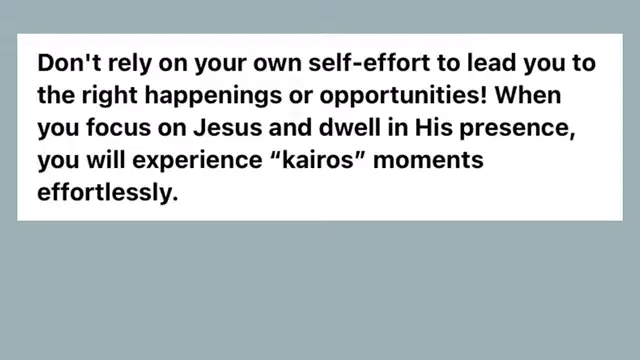 Don't rely on your own self-effort to lead you to
the right happenings or opportunities! When
you focus on Jesus and dwell in His presence,
you will experience “kairos” moments
effortlessly.